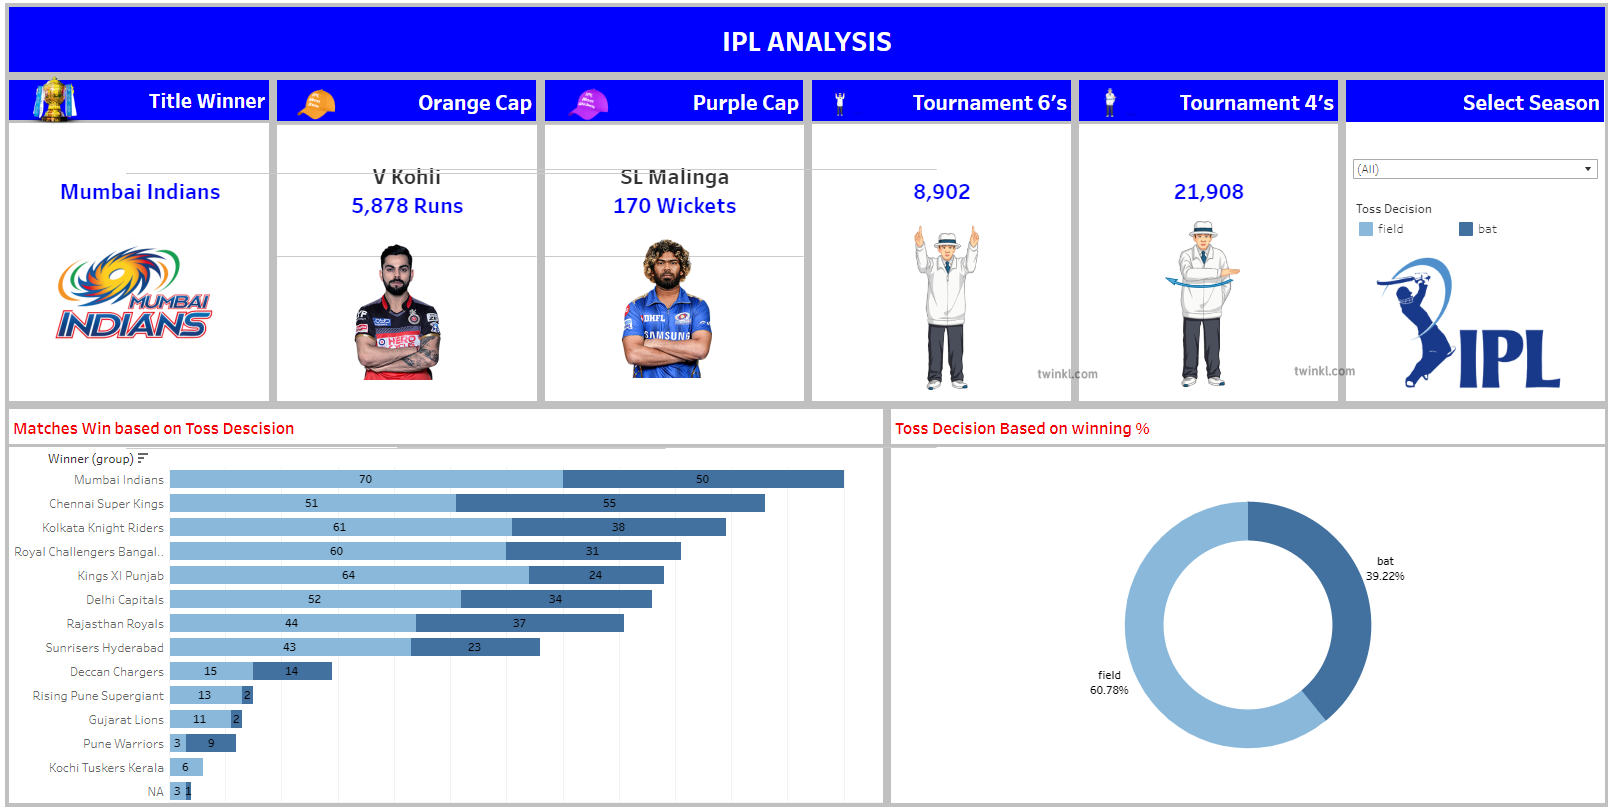 IPL ANALYSIS
Title Winner
Orange Cap
Purple Cap
Tournament 6’s
Tournament 4’s
Select Season
Mumbai Indians
V Kohli
5,878 Runs
SL Malinga
170 Wickets
8,902
21,908
(All)
Toss Decision
field
bat
MUMBAI
INDIANS
SAMSUNG
twinkl.com
twinkl.com
IPL
Matches Win based on Toss Descision
Winner (group)
Mumbai Indians 70 50
Chennai Super Kings 51 55
Kolkata Knight Riders 61 38
Royal Challengers Bangal.. 60 31
Kings XI Punjab 64 24
Delhi Capitals 52 34
Rajasthan Royals 44 37
Sunrisers Hyderabad 43 23
Deccan Chargers 15 14
Rising Pune Supergiant 13 2
Gujarat Lions 11 2
Pune Warriors 3 9
Kochi Tuskers Kerala 6
NA 3 1
Toss Decision Based on winning %
bat
39.22%
field
60.78%